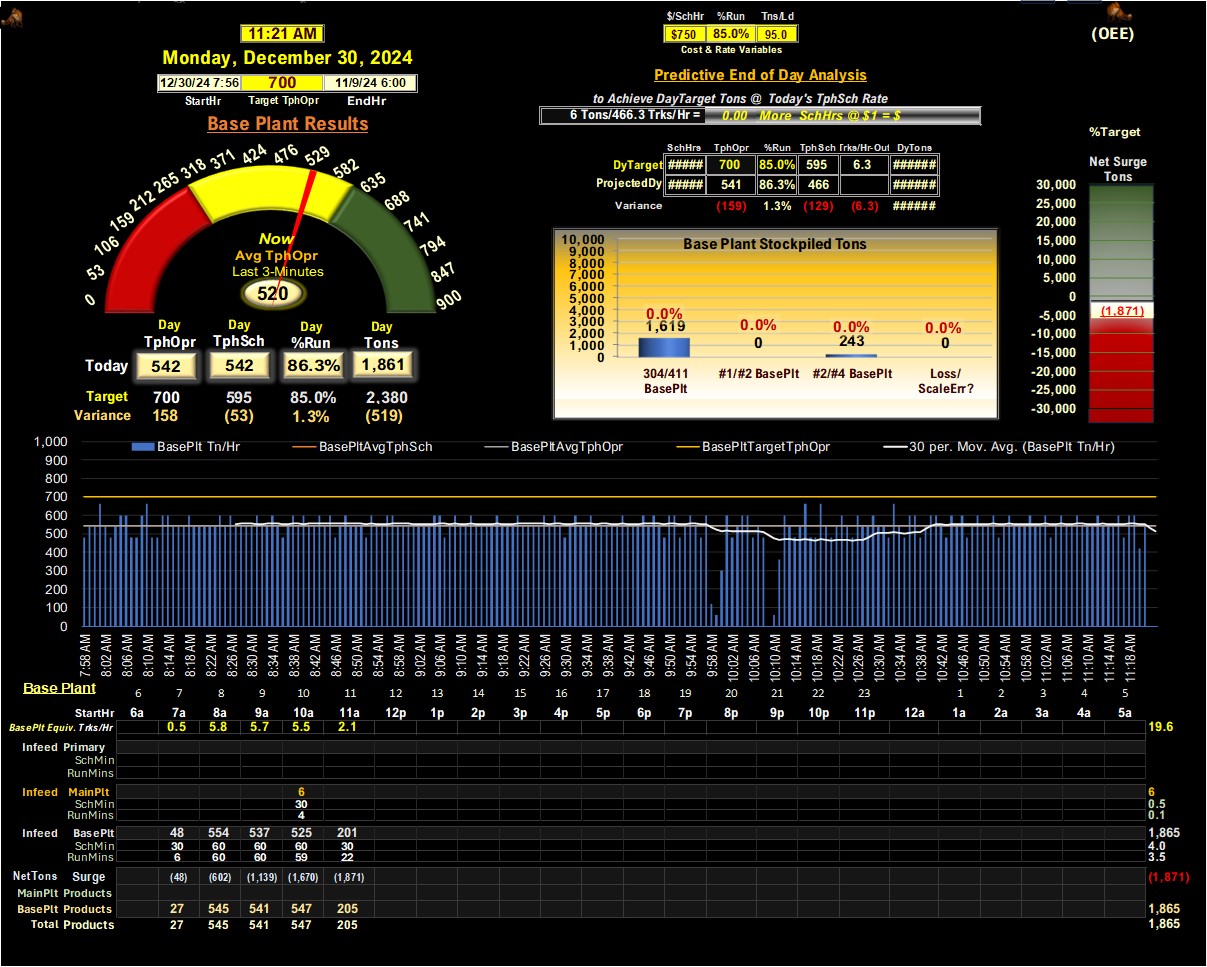 $/SchHr %Run Tns/Ld
$750 85.0% 95.0
Cost & Rate Variables
(OEE)
11:21 AM
Monday, December 30, 2024
12/30/24 7:56 700 11/9/24 6:00
StartHr Target TphOpr EndHr
Base Plant Results
Predictive End of Day Analysis
to Achieve DayTarget Tons @ Today's TphSch Rate
6 Tons/466.3 Trks/Hr = 0.00 More SchHrs @ $1 = $
SchHrs TphOpr %Run TphSch Trks/Hr-Out DyTons
DyTarget ##### 700 85.0% 595 6.3 ######
ProjectedDy ##### 541 86.3% 466 ######
Variance (159) 1.3% (129) (6.3) ######
%Target
Net Surge
Tons
30,000
25,000
20,000
15,000
10,000
5,000
0
-5,000
-10,000
-15,000
-20,000
-25,000
-30,000
(1,871)
0 53 106 159 212 265 318 371 424 476 529 582 635 688 741 794 847 900
Now
Avg TphOpr
Last 3-Minutes
520
Day Day Day Day
TphOpr TphSch %Run Tons
Today 542 542 86.3% 1,861
Target 700 595 85.0% 2,380
Variance 158 (53) 1.3% (519)
Base Plant Stockpiled Tons
10,000
9,000
8,000
7,000
6,000
5,000
4,000
3,000
2,000
1,000
0
0.0% 0.0% 0.0% 0.0%
1,619 0 243 0
304/411 #1/#2 BasePlt #2/#4 BasePlt Loss/
BasePlt ScaleErr?
BasePlt Tn/Hr BasePltAvgTphSch BasePltAvgTphOpr BasePltTargetTphOpr 30 per. Mov. Avg. (BasePlt Tn/Hr)
1,000
900
800
700
600
500
400
300
200
100
0
7:58 AM 8:02 AM 8:06 AM 8:10 AM 8:14 AM 8:18 AM 8:22 AM 8:26 AM 8:30 AM 8:34 AM 8:38 AM 8:42 AM 8:46 AM 8:50 AM 8:54 AM 8:58 AM 9:02 AM 9:06 AM 9:10 AM 9:14 AM 9:18 AM 9:22 AM 9:26 AM 9:30 AM 9:34 AM 9:38 AM 9:42 AM 9:46 AM 9:50 AM 9:54 AM 9:58 AM 10:02 AM 10:06 AM 10:10 AM 10:14 AM 10:18 AM 10:22 AM 10:26 AM 10:30 AM 10:34 AM 10:38 AM 10:42 AM 10:46 AM 10:50 AM 10:54 AM 10:58 AM 11:02 AM 11:06 AM 11:10 AM 11:14 AM 11:18 AM
Base Plant 6 7 8 9 10 11 12 13 14 15 16 17 18 19 20 21 22 23 1 2 3 4 5
StartHr 6a 7a 8a 9a 10a 11a 12p 1p 2p 3p 4p 5p 6p 7p 8p 9p 10p 11p 12a 1a 2a 3a 4a 5a
BasePlt Equiv. Trks/Hr 0.5 5.8 5.7 5.5 2.1 19.6
Infeed Primary
SchMin
RunMins
Infeed MainPlt 6 6
SchMin 30 0.5
RunMins 4 0.1
Infeed BasePlt 48 554 537 525 201 1,865
SchMin 30 60 60 60 30 4.0
RunMins 6 60 60 59 22 3.5
NetTons Surge (48) (602) (1,139) (1,670) (1,871) (1,871)
MainPlt Products
BasePlt Products 27 545 541 547 205 1,865
Total Products 27 545 541 547 205 1,865